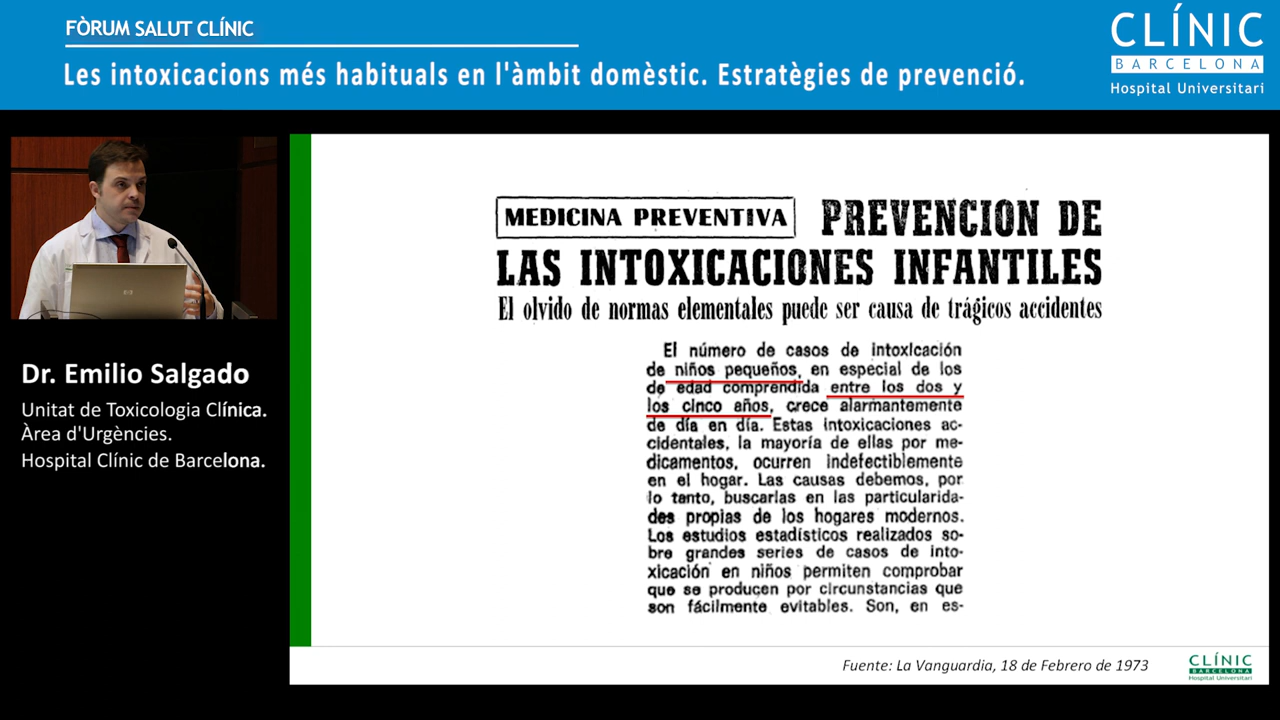 FÒRUM SALUT CLÍNIC
Les intoxicacions més habituals en l'àmbit domèstic. Estratègies de prevenció.
CLÍNIC
BARCELONA
Hospital Universitari
Dr. Emilio Salgado
Unitat de Toxicologia Clínica.
Àrea d'Urgències.
Hospital Clínic de Barcelona.
MEDICINA PREVENTIVA
PREVENCION DE
LAS INTOXICACIONES INFANTILES
El olvido de normas elementales puede ser causa de trágicos accidentes
El número de casos de intoxicación
de niños pequeños, en especial de los
de edad comprendida entre los dos y
los cinco años, crece alarmantemente
de día en día. Estas intoxicaciones ac-
cidentales, la mayoría de ellas por me-
dicamentos, ocurren indefectiblemente
en el hogar. Las causas debemos, por
lo tanto, buscarlas en las particularida-
des propias de los hogares modernos.
Los estudios estadísticos realizados so-
bre grandes series de casos de into-
xicación en niños permiten comprobar
que se producen por circunstancias que
son fácilmente evitables. Son, en es-
Fuente: La Vanguardia, 18 de Febrero de 1973
CLÍNIC
BARCELONA
Hospital Universitari